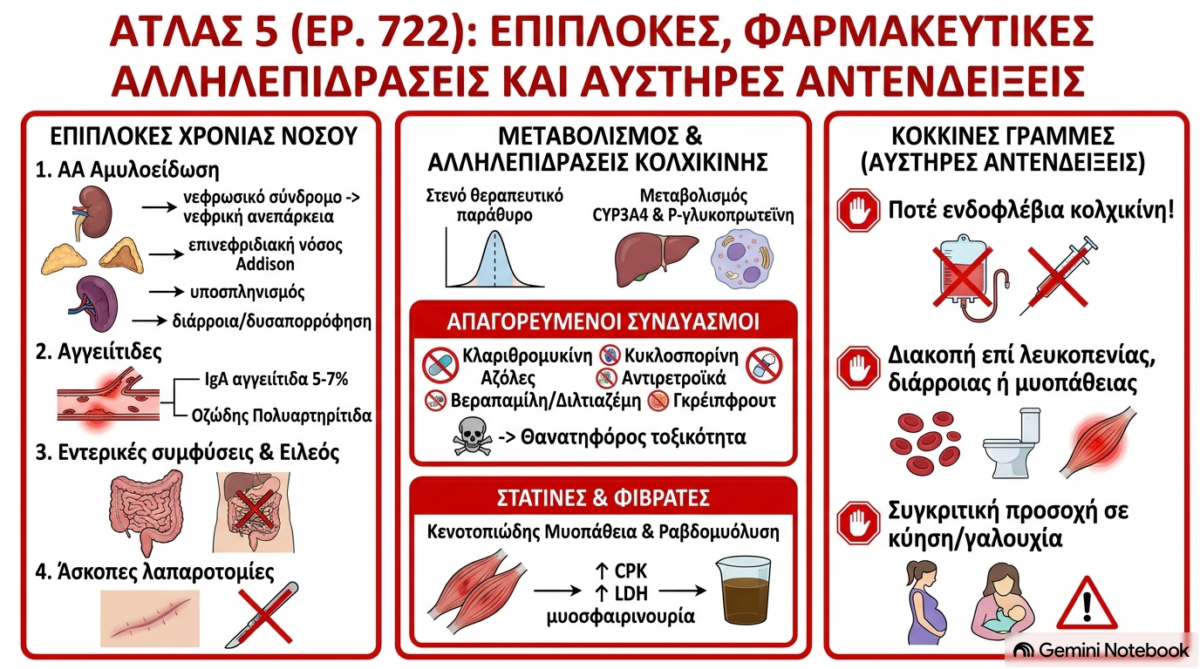 ΑΤΛΑΣ 5 (ΕΡ. 722): ΕΠΙΠΛΟΚΕΣ, ΦΑΡΜΑΚΕΥΤΙΚΕΣ
ΑΛΛΗΛΕΠΙΔΡΑΣΕΙΣ ΚΑΙ ΑΥΣΤΗΡΕΣ ΑΝΤΕΝΔΕΙΞΕΙΣ
ΕΠΙΠΛΟΚΕΣ ΧΡΟΝΙΑΣ ΝΟΣΟΥ
1. ΑΑ Αμυλοείδωση
νεφρωσικό σύνδρομο ->
νεφρική ανεπάρκεια
επινεφριδιακή νόσος
Addison
υποσπληνισμός
διάρροια/δυσαπορρόφηση
2. Αγγειίτιδες
IgA αγγειίτιδα 5-7%
Οζώδης Πολυαρτηρίτιδα
3. Εντερικές συμφύσεις & Ειλεός
4. Άσκοπες λαπαροτομίες
ΜΕΤΑΒΟΛΙΣΜΟΣ &
ΑΛΛΗΛΕΠΙΔΡΑΣΕΙΣ ΚΟΛΧΙΚΙΝΗΣ
Στενό θεραπευτικό
παράθυρο
Μεταβολισμός
CYP3A4 & P-γλυκοπρωτεΐνη
ΑΠΑΓΟΡΕΥΜΕΝΟΙ ΣΥΝΔΥΑΣΜΟΙ
Κλαριθρομυκίνη
Κυκλοσπορίνη
Αζόλες
Αντιρετροϊκά
Βεραπαμίλη/Διλτιαζέμη
Γκρέιπφρουτ
-> Θανατηφόρος τοξικότητα
ΣΤΑΤΙΝΕΣ & ΦΙΒΡΑΤΕΣ
Κενοτοπιώδης Μυοπάθεια & Ραβδομυόλυση
↑ CPK
↑ LDH
μυοσφαιρινουρία
ΚΟΚΚΙΝΕΣ ΓΡΑΜΜΕΣ
(ΑΥΣΤΗΡΕΣ ΑΝΤΕΝΔΕΙΞΕΙΣ)
Ποτέ ενδοφλέβια κολχικίνη!
Διακοπή επί λευκοπενίας,
διάρροιας ή μυοπάθειας
Συγκριτική προσοχή σε
κύηση/γαλουχία
Gemini Notebook